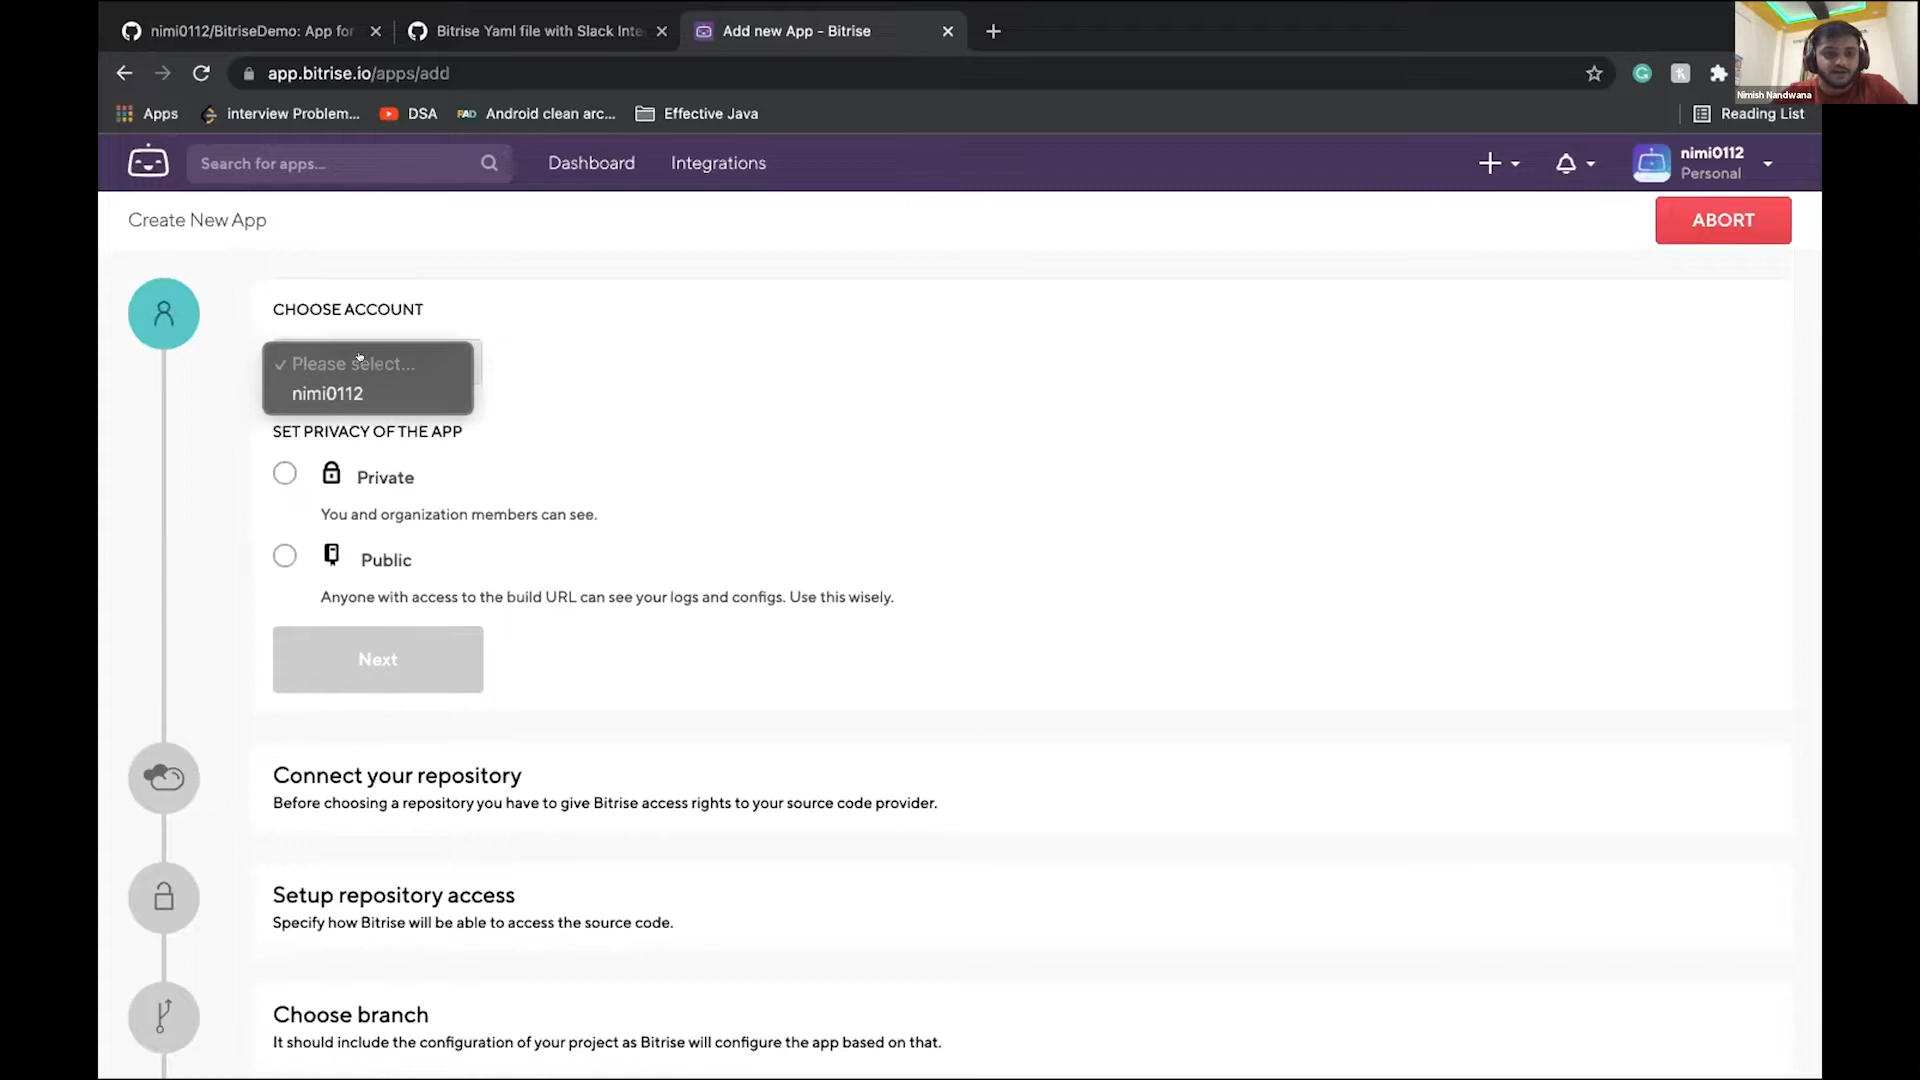 nimi0112/BitriseDemo: App for
Bitrise Yaml file with Slack Inte
Add new App - Bitrise
app.bitrise.io/apps/add
Nimish Nandwana
Apps
interview Problem...
DSA
Android clean arc...
Effective Java
Reading List
Search for apps...
Dashboard
Integrations
nimi0112
Personal
Create New App
ABORT
CHOOSE ACCOUNT
✓ Please select...
nimi0112
SET PRIVACY OF THE APP
Private
You and organization members can see.
Public
Anyone with access to the build URL can see your logs and configs. Use this wisely.
Next
Connect your repository
Before choosing a repository you have to give Bitrise access rights to your source code provider.
Setup repository access
Specify how Bitrise will be able to access the source code.
Choose branch
It should include the configuration of your project as Bitrise will configure the app based on that.